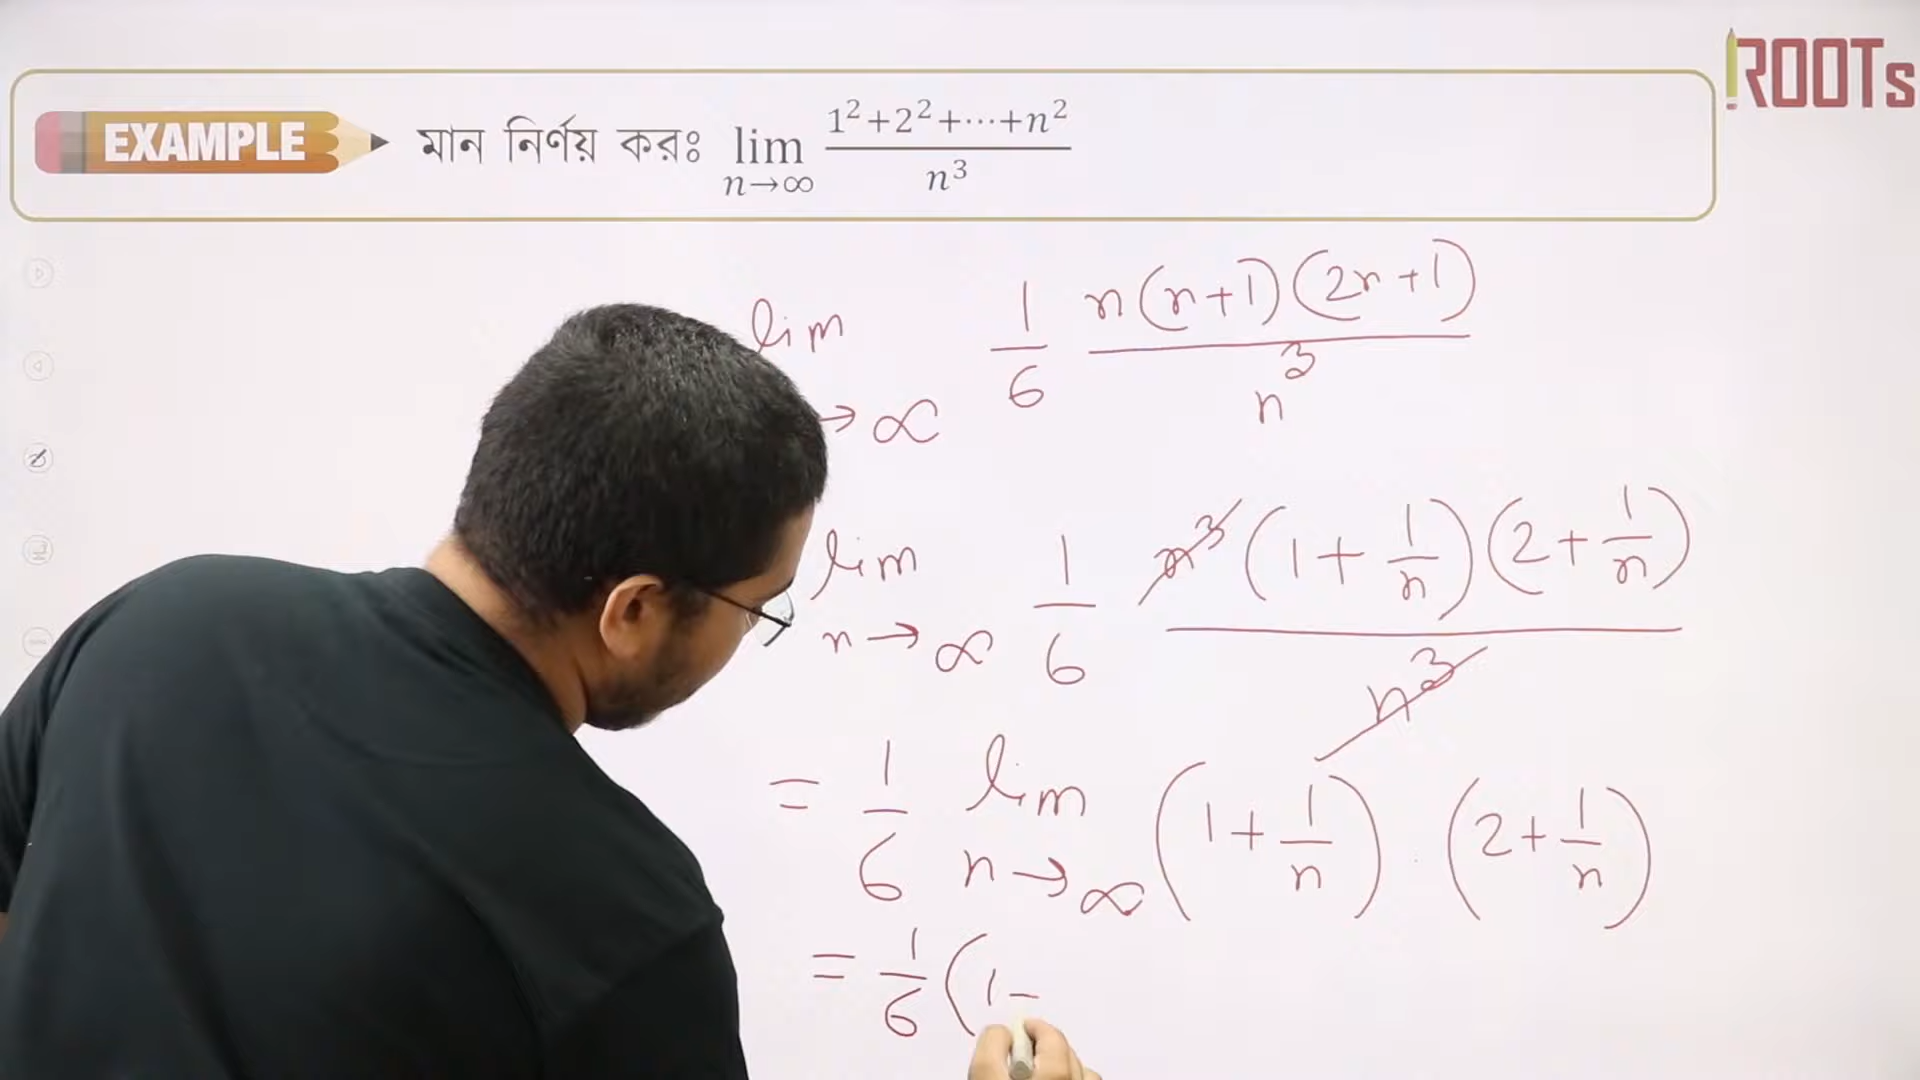 ROOTs
EXAMPLE মান নির্ণয় করঃ lim n→∞ (1²+2²+⋯+n²)/n³
lim →∞ 1/6 n(n+1)(2n+1)/n³
lim n→∞ 1/6 n³(1+1/n)(2+1/n)/n³
= 1/6 lim n→∞ (1+1/n).(2+1/n)
= 1/6 (1